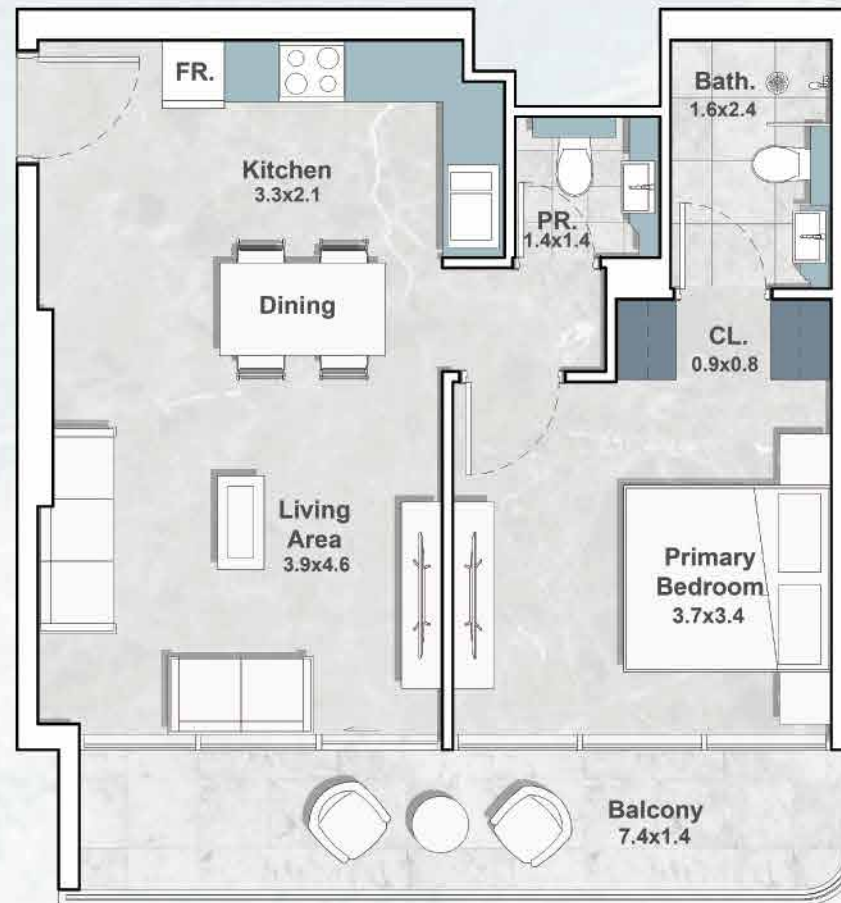 FR.
Bath.
1.6x2.4
Kitchen
3.3x2.1
PR.
1.4x1.4
Dining
CL.
0.9x0.8
Living
Area
3.9x4.6
Primary
Bedroom
3.7x3.4
Balcony
7.4x1.4